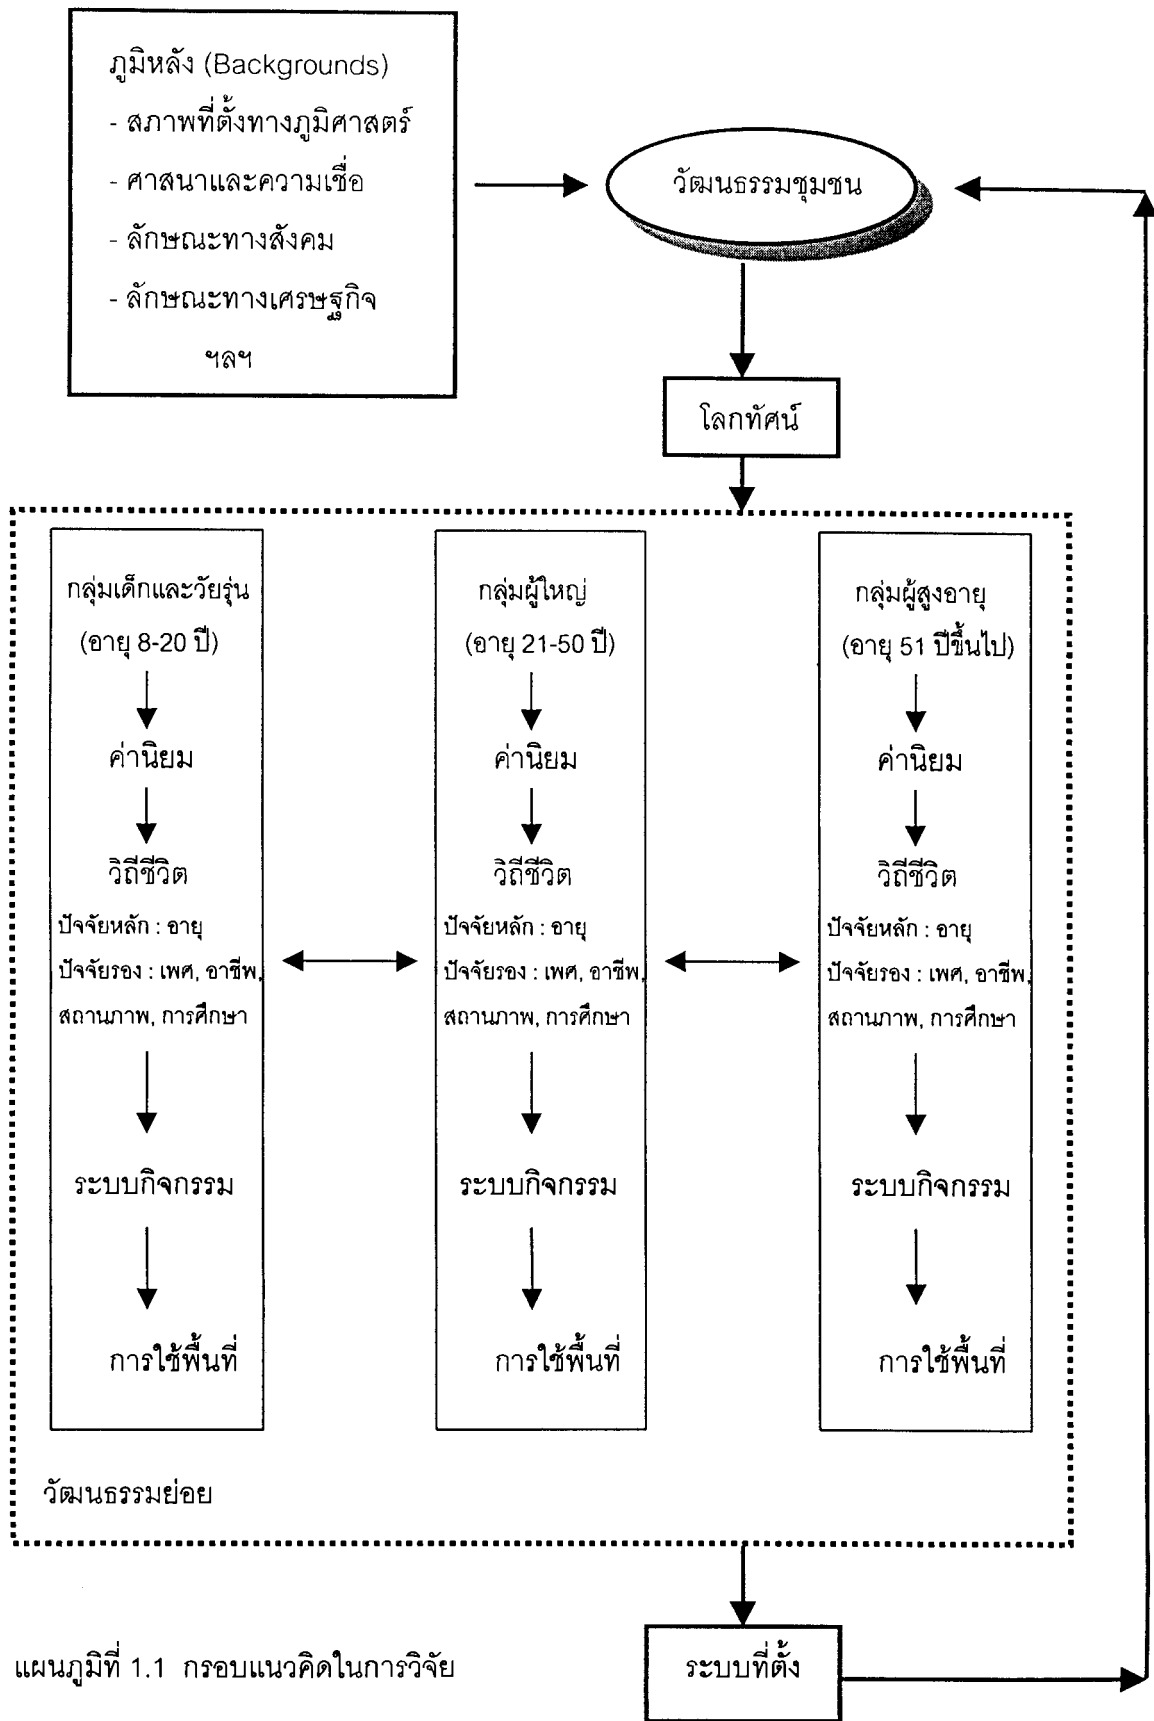 ภูมิหลัง (Backgrounds)
- สภาพที่ตั้งทางภูมิศาสตร์
- ศาสนาและความเชื่อ
- ลักษณะทางสังคม
- ลักษณะทางเศรษฐกิจ
ฯลฯ
วัฒนธรรมชุมชน
โลกทัศน์
กลุ่มเด็กและวัยรุ่น
(อายุ 8-20 ปี)
ค่านิยม
วิถีชีวิต
ปัจจัยหลัก : อายุ
ปัจจัยรอง : เพศ, อาชีพ,
สถานภาพ, การศึกษา
ระบบกิจกรรม
การใช้พื้นที่
กลุ่มผู้ใหญ่
(อายุ 21-50 ปี)
ค่านิยม
วิถีชีวิต
ปัจจัยหลัก : อายุ
ปัจจัยรอง : เพศ, อาชีพ,
สถานภาพ, การศึกษา
ระบบกิจกรรม
การใช้พื้นที่
กลุ่มผู้สูงอายุ
(อายุ 51 ปีขึ้นไป)
ค่านิยม
วิถีชีวิต
ปัจจัยหลัก : อายุ
ปัจจัยรอง : เพศ, อาชีพ,
สถานภาพ, การศึกษา
ระบบกิจกรรม
การใช้พื้นที่
วัฒนธรรมย่อย
ระบบที่ตั้ง
แผนภูมิที่ 1.1 กรอบแนวคิดในการวิจัย